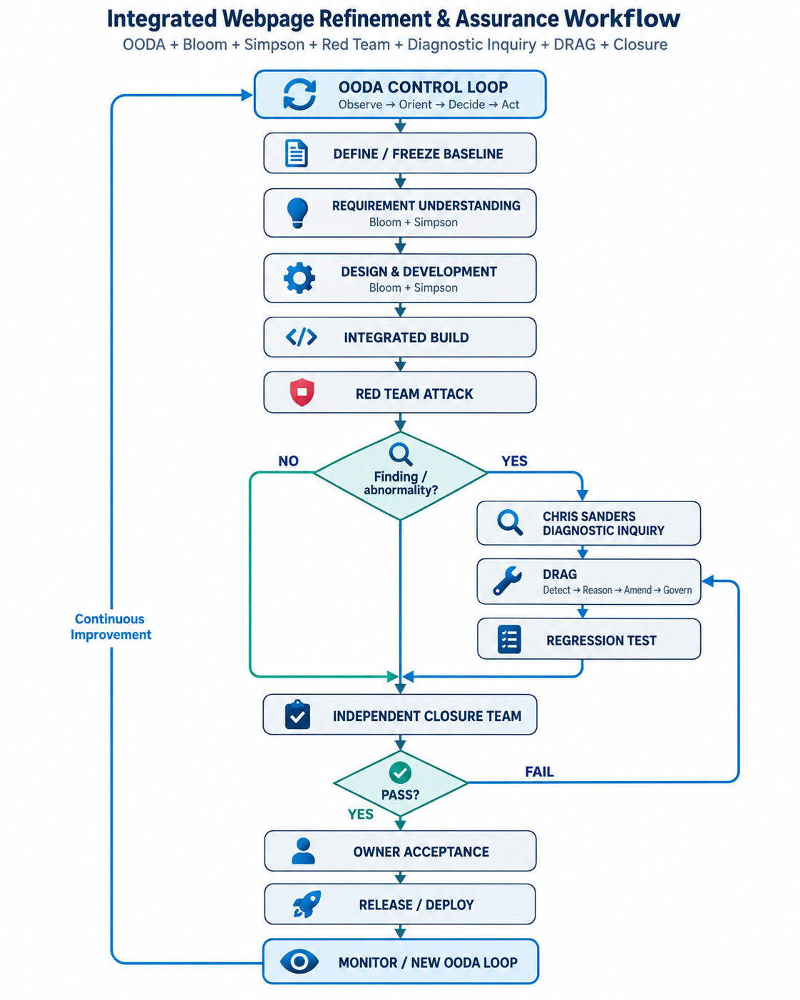 Integrated Webpage Refinement & Assurance Workflow
OODA + Bloom + Simpson + Red Team + Diagnostic Inquiry + DRAG + Closure
OODA CONTROL LOOP
Observe → Orient → Decide → Act
DEFINE / FREEZE BASELINE
REQUIREMENT UNDERSTANDING
Bloom + Simpson
DESIGN & DEVELOPMENT
Bloom + Simpson
INTEGRATED BUILD
RED TEAM ATTACK
NO
YES
Finding /
abnormality?
CHRIS SANDERS
DIAGNOSTIC INQUIRY
DRAG
Detect → Reason → Amend → Govern
Continuous
Improvement
REGRESSION TEST
INDEPENDENT CLOSURE TEAM
FAIL
PASS?
YES
OWNER ACCEPTANCE
RELEASE / DEPLOY
MONITOR / NEW OODA LOOP